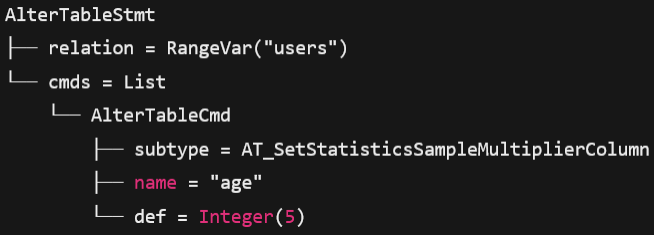 AlterTableStmt
├── relation = RangeVar("users")
└── cmds = List
    └── AlterTableCmd
        ├── subtype = AT_SetStatisticsSampleMultiplierColumn
        ├── name = "age"
        └── def = Integer(5)